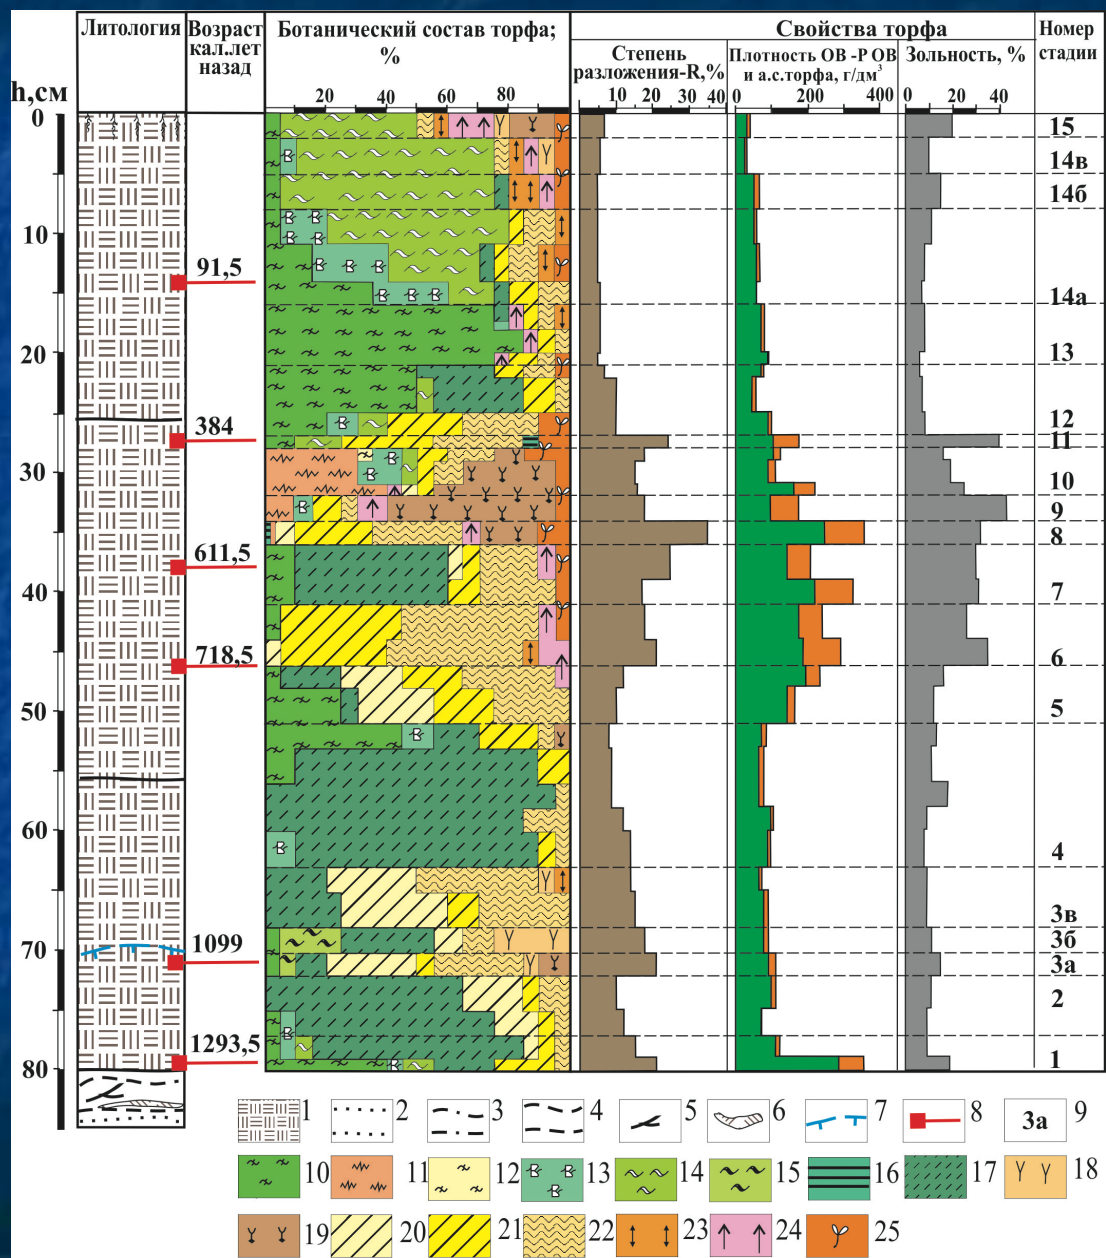 Литология
Возраст
кал.лет
назад
Ботанический состав торфа;
%
Свойства торфа
Номер
стадии
Степень
разложения-R,%
Плотность ОВ -Р ОВ
и а.с.торфа, г/дм³
Зольность, %
h,см
20 40 60 80
0 10 20 30 40
0 200 400
0 20 40
0
10
20
30
40
50
60
70
80
91,5
384
611,5
718,5
1099
1293,5
15
14в
14б
14а
13
12
11
10
9
8
7
6
5
4
3в
3б
3а
2
1
1 2 3 4 5 6 7 8 3а 9
10 11 12 13 14 15 16 17 18
19 20 21 22 23 24 25